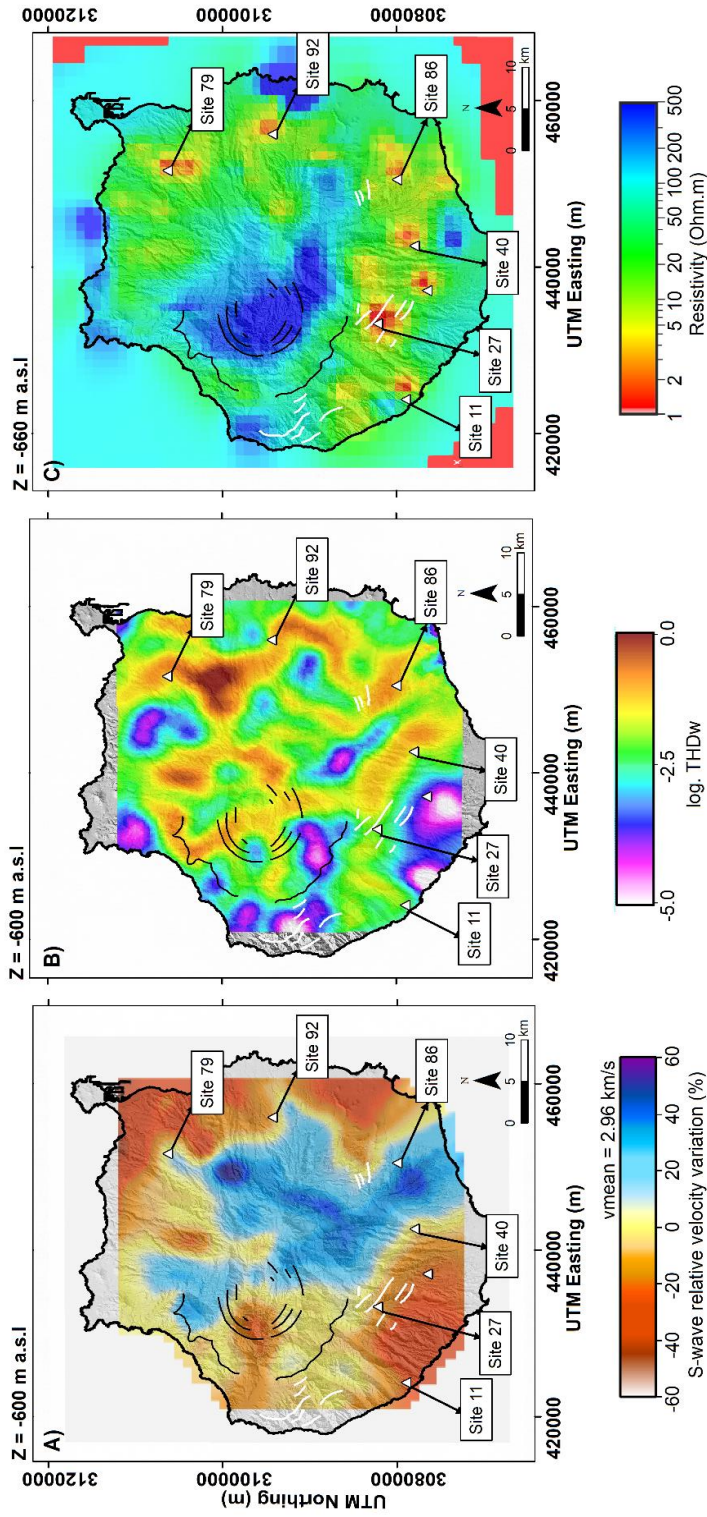 Z = -600 m a.s.l
A)
3120000
3100000
3080000
UTM Northing (m)
Site 79
Site 92
Site 86
Site 40
Site 27
Site 11
N
0 5 10
km
420000 440000 460000
UTM Easting (m)
vmean = 2.96 km/s
-60 -40 -20 0 20 40 60
S-wave relative velocity variation (%)
Z = -600 m a.s.l
B)
3120000
3100000
3080000
Site 79
Site 92
Site 86
Site 40
Site 27
Site 11
N
0 5 10
km
420000 440000 460000
UTM Easting (m)
-5.0 -2.5 0.0
log. THDw
Z = -660 m a.s.l
C)
3120000
3100000
3080000
Site 79
Site 92
Site 86
Site 40
Site 27
Site 11
N
0 5 10
km
x
420000 440000 460000
UTM Easting (m)
1 2 5 10 20 50 100 200 500
Resistivity (Ohm.m)